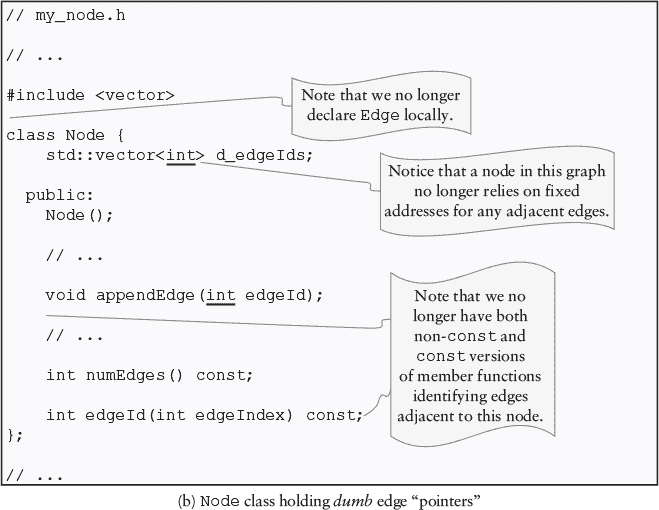 // my_node.h
// ...
#include <vector>
Note that we no longer
declare Edge locally.
class Node {
std::vector<int> d_edgeIds;
Notice that a node in this graph
no longer relies on fixed
addresses for any adjacent edges.
public:
Node();
// ...
void appendEdge(int edgeId);
Note that we no
longer have both
non-const and
const versions
of member functions
identifying edges
adjacent to this node.
// ...
int numEdges() const;
int edgeId(int edgeIndex) const;
};
// ...
(b) Node class holding dumb edge “pointers”